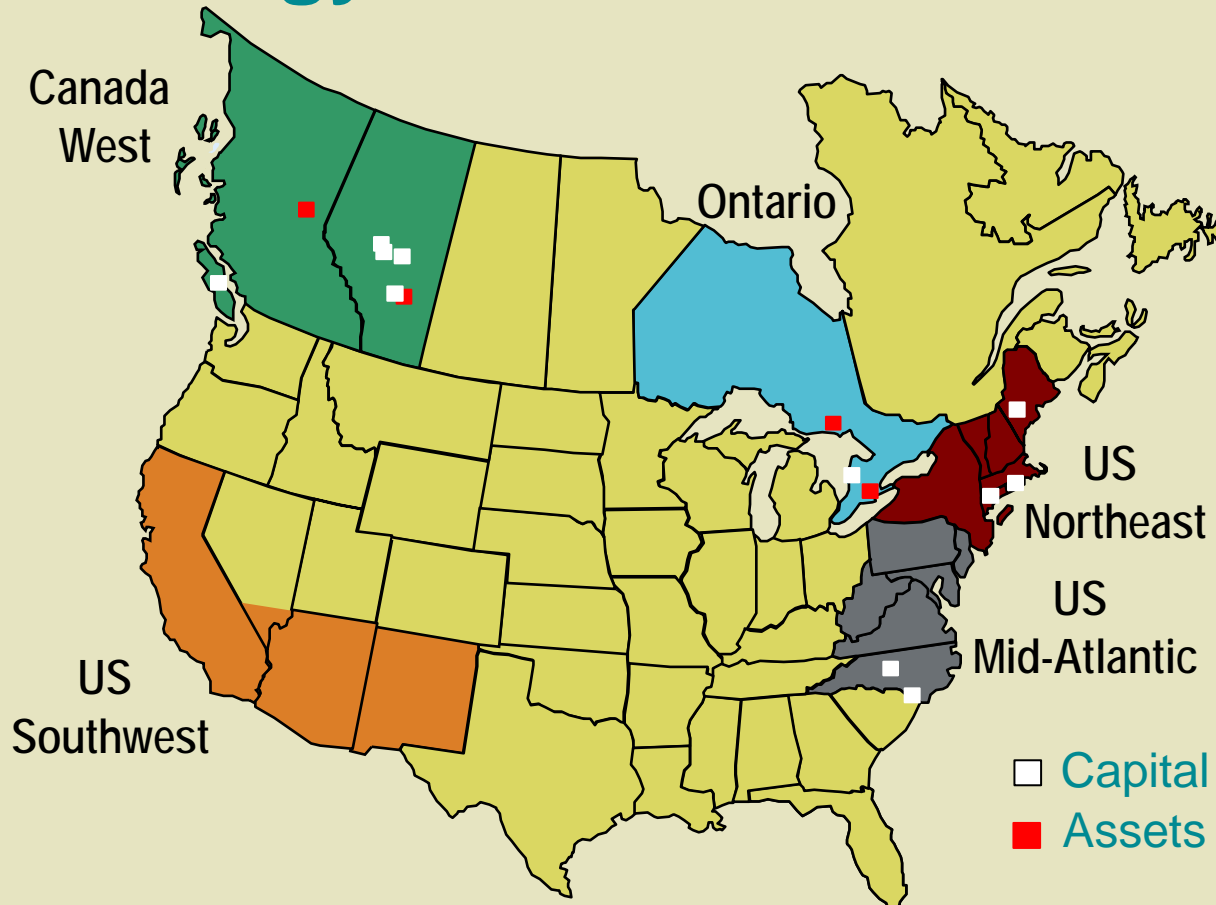 Canada
West
Ontario
US
Northeast
US
Mid-Atlantic
US
Southwest
Capital
Assets